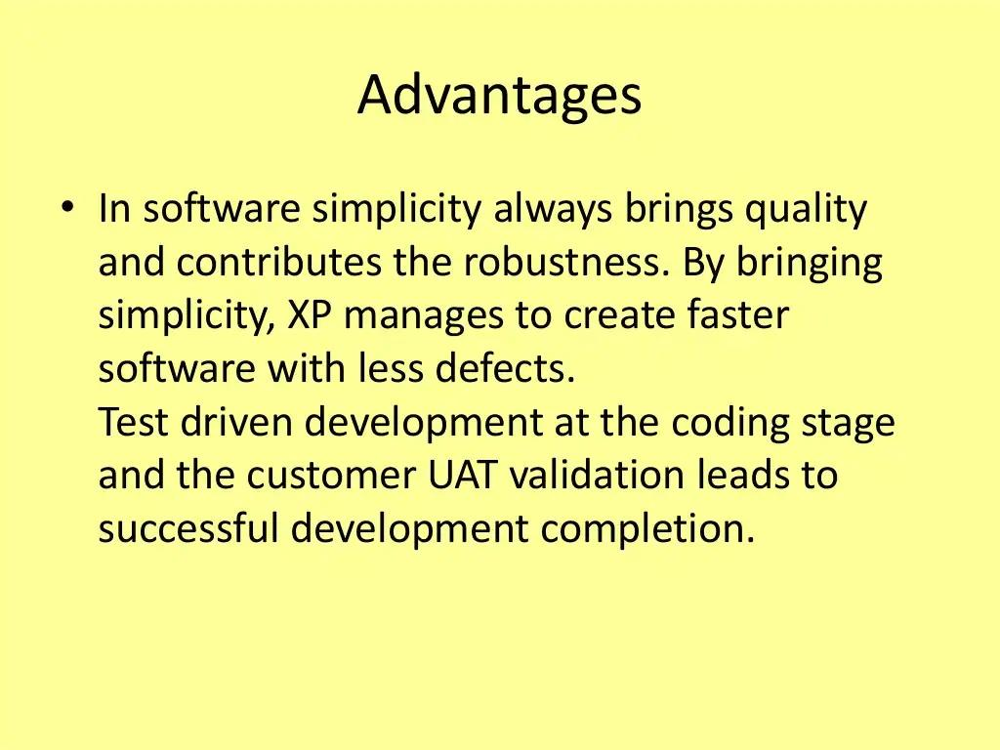 Advantages
• In software simplicity always brings quality
and contributes the robustness. By bringing
simplicity, XP manages to create faster
software with less defects.
Test driven development at the coding stage
and the customer UAT validation leads to
successful development completion.